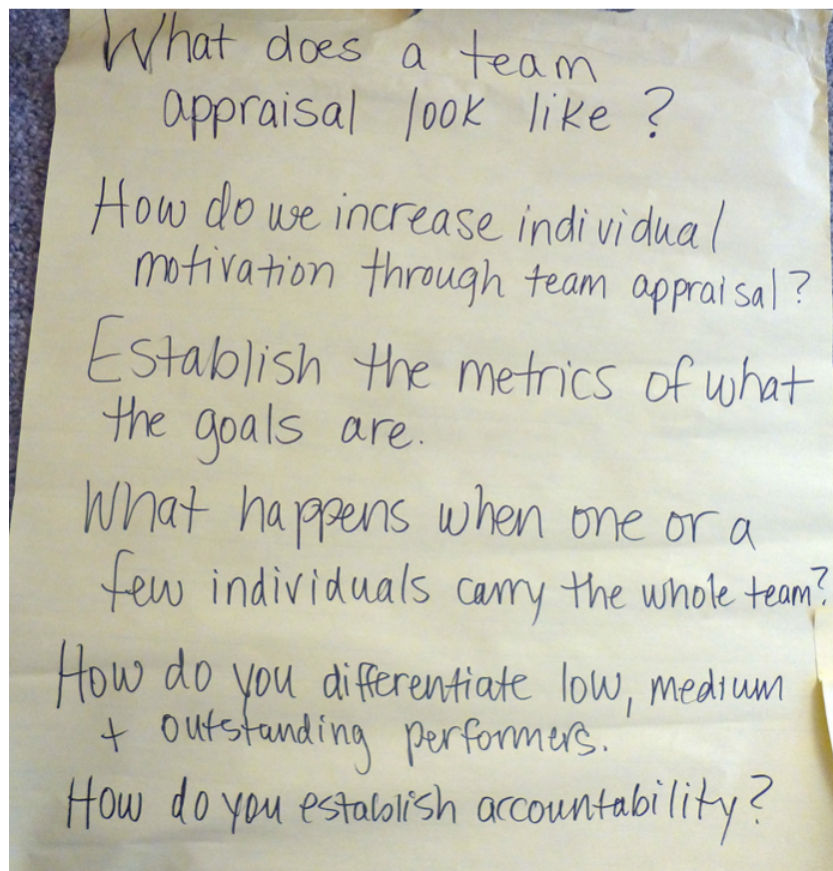 What does a team
appraisal look like ?
How do we increase individual
motivation through team appraisal?
Establish the metrics of what
the goals are.
What happens when one or a
few individuals carry the whole team?
How do you differentiate low, medium
+ outstanding performers.
How do you establish accountability?